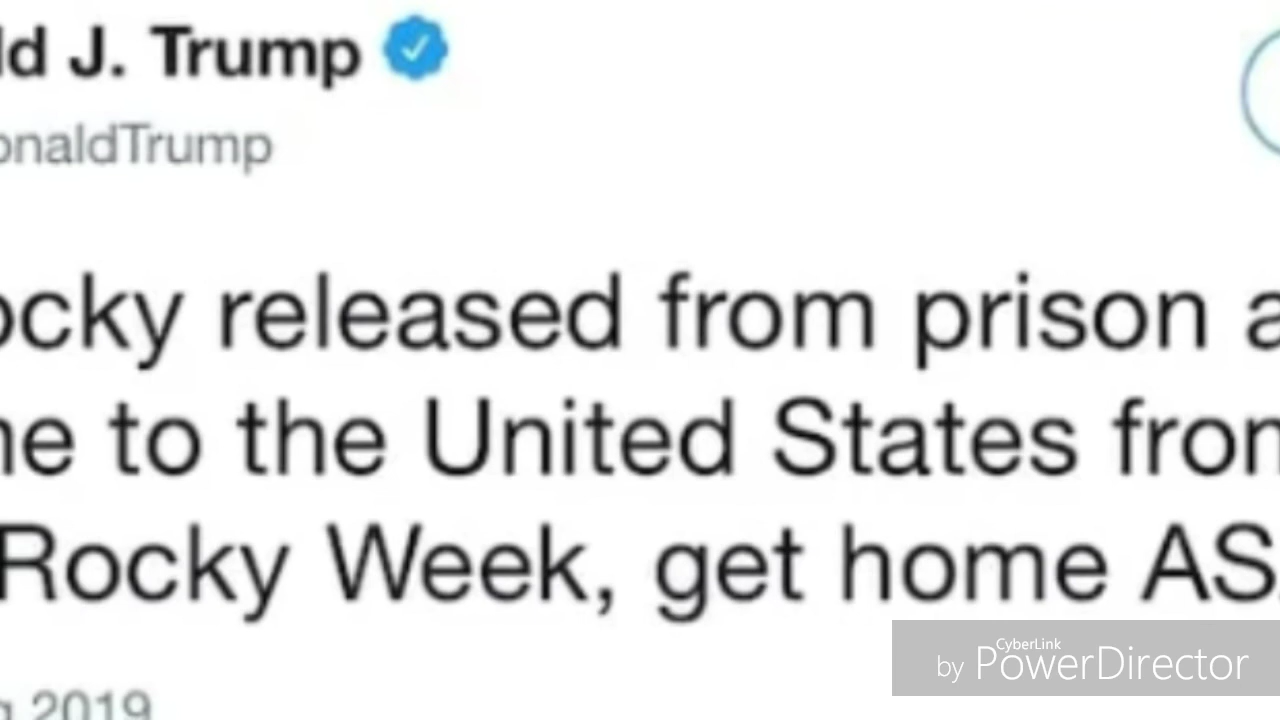 ld J. Trump
onaldTrump
ocky released from prison a
ne to the United States from
Rocky Week, get home AS
g 2019
CyberLink
by PowerDirector